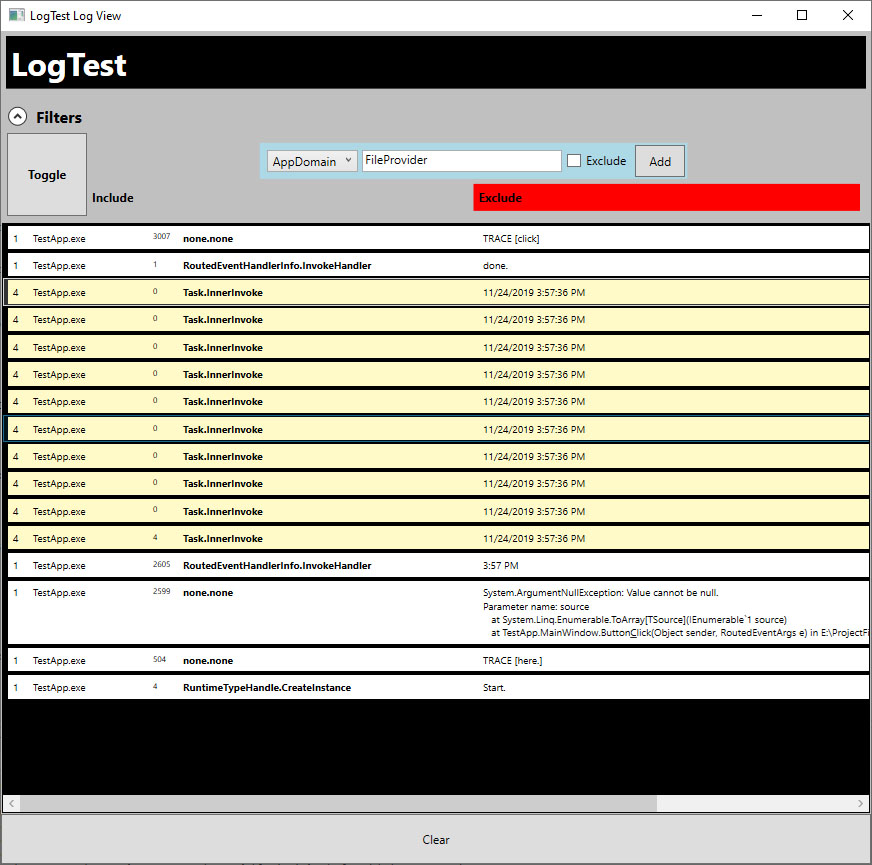 LogTest Log View
LogTest
Filters
Toggle
AppDomain FileProvider Exclude Add
Include Exclude
1 TestApp.exe 3007 none.none TRACE [click]
1 TestApp.exe 1 RoutedEventHandlerInfo.InvokeHandler done.
4 TestApp.exe 0 Task.InnerInvoke 11/24/2019 3:57:36 PM
4 TestApp.exe 0 Task.InnerInvoke 11/24/2019 3:57:36 PM
4 TestApp.exe 0 Task.InnerInvoke 11/24/2019 3:57:36 PM
4 TestApp.exe 0 Task.InnerInvoke 11/24/2019 3:57:36 PM
4 TestApp.exe 0 Task.InnerInvoke 11/24/2019 3:57:36 PM
4 TestApp.exe 0 Task.InnerInvoke 11/24/2019 3:57:36 PM
4 TestApp.exe 0 Task.InnerInvoke 11/24/2019 3:57:36 PM
4 TestApp.exe 0 Task.InnerInvoke 11/24/2019 3:57:36 PM
4 TestApp.exe 0 Task.InnerInvoke 11/24/2019 3:57:36 PM
4 TestApp.exe 4 Task.InnerInvoke 11/24/2019 3:57:36 PM
1 TestApp.exe 2605 RoutedEventHandlerInfo.InvokeHandler 3:57 PM
1 TestApp.exe 2599 none.none System.ArgumentNullException: Value cannot be null.
Parameter name: source
at System.Linq.Enumerable.ToArray[TSource](IEnumerable`1 source)
at TestApp.MainWindow.ButtonClick(Object sender, RoutedEventArgs e) in E:\ProjectFi
1 TestApp.exe 504 none.none TRACE [here.]
1 TestApp.exe 4 RuntimeTypeHandle.CreateInstance Start.
Clear